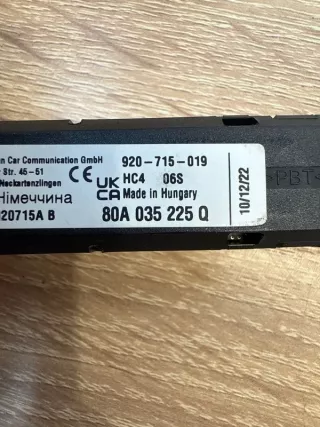 n Car Communication GmbH
Str. 45-51
Neckartenzlingen
Німеччина
20715A B
CE UK CA
920-715-019
HC4 06S
Made in Hungary
80A 035 225 Q
10/12/22
>PBT